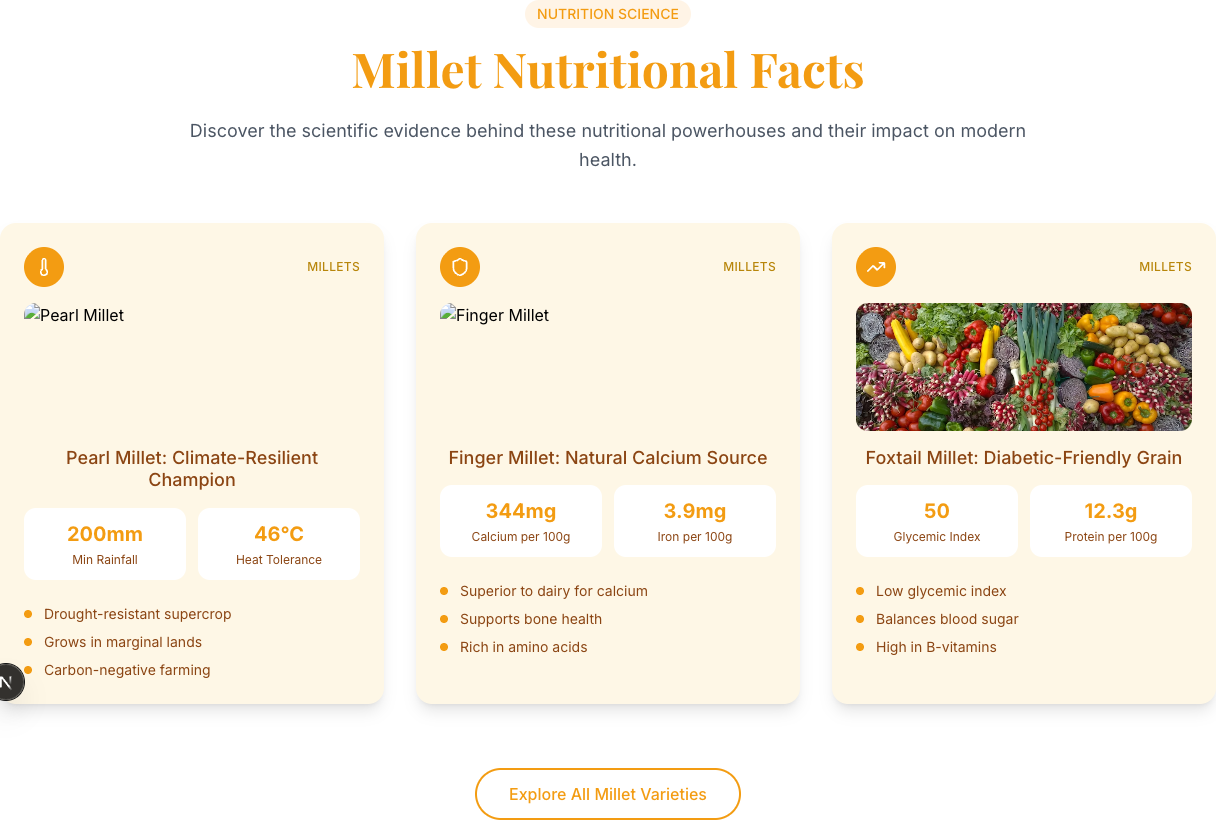 NUTRITION SCIENCE
Millet Nutritional Facts
Discover the scientific evidence behind these nutritional powerhouses and their impact on modern
health.
MILLETS
Pearl Millet
Pearl Millet: Climate-Resilient
Champion
200mm
Min Rainfall
46°C
Heat Tolerance
Drought-resistant supercrop
Grows in marginal lands
Carbon-negative farming
N
MILLETS
Finger Millet
Finger Millet: Natural Calcium Source
344mg
Calcium per 100g
3.9mg
Iron per 100g
Superior to dairy for calcium
Supports bone health
Rich in amino acids
MILLETS
Foxtail Millet: Diabetic-Friendly Grain
50
Glycemic Index
12.3g
Protein per 100g
Low glycemic index
Balances blood sugar
High in B-vitamins
Explore All Millet Varieties